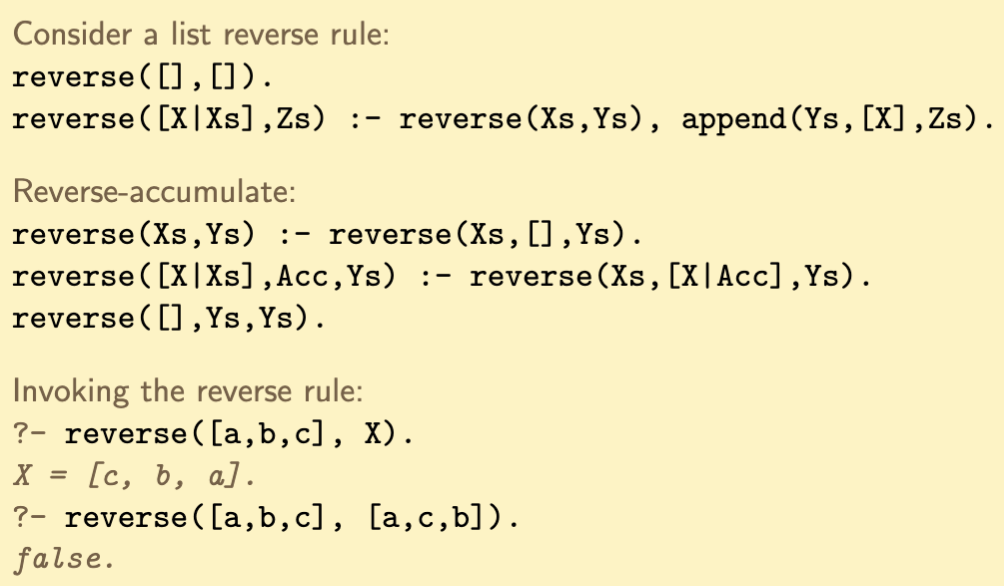 Consider a list reverse rule:
reverse([],[]).
reverse([X|Xs],Zs) :- reverse(Xs,Ys), append(Ys,[X],Zs).
Reverse-accumulate:
reverse(Xs,Ys) :- reverse(Xs,[],Ys).
reverse([X|Xs],Acc,Ys) :- reverse(Xs,[X|Acc],Ys).
reverse([],Ys,Ys).
Invoking the reverse rule:
?- reverse([a,b,c], X).
X = [c, b, a].
?- reverse([a,b,c], [a,c,b]).
false.